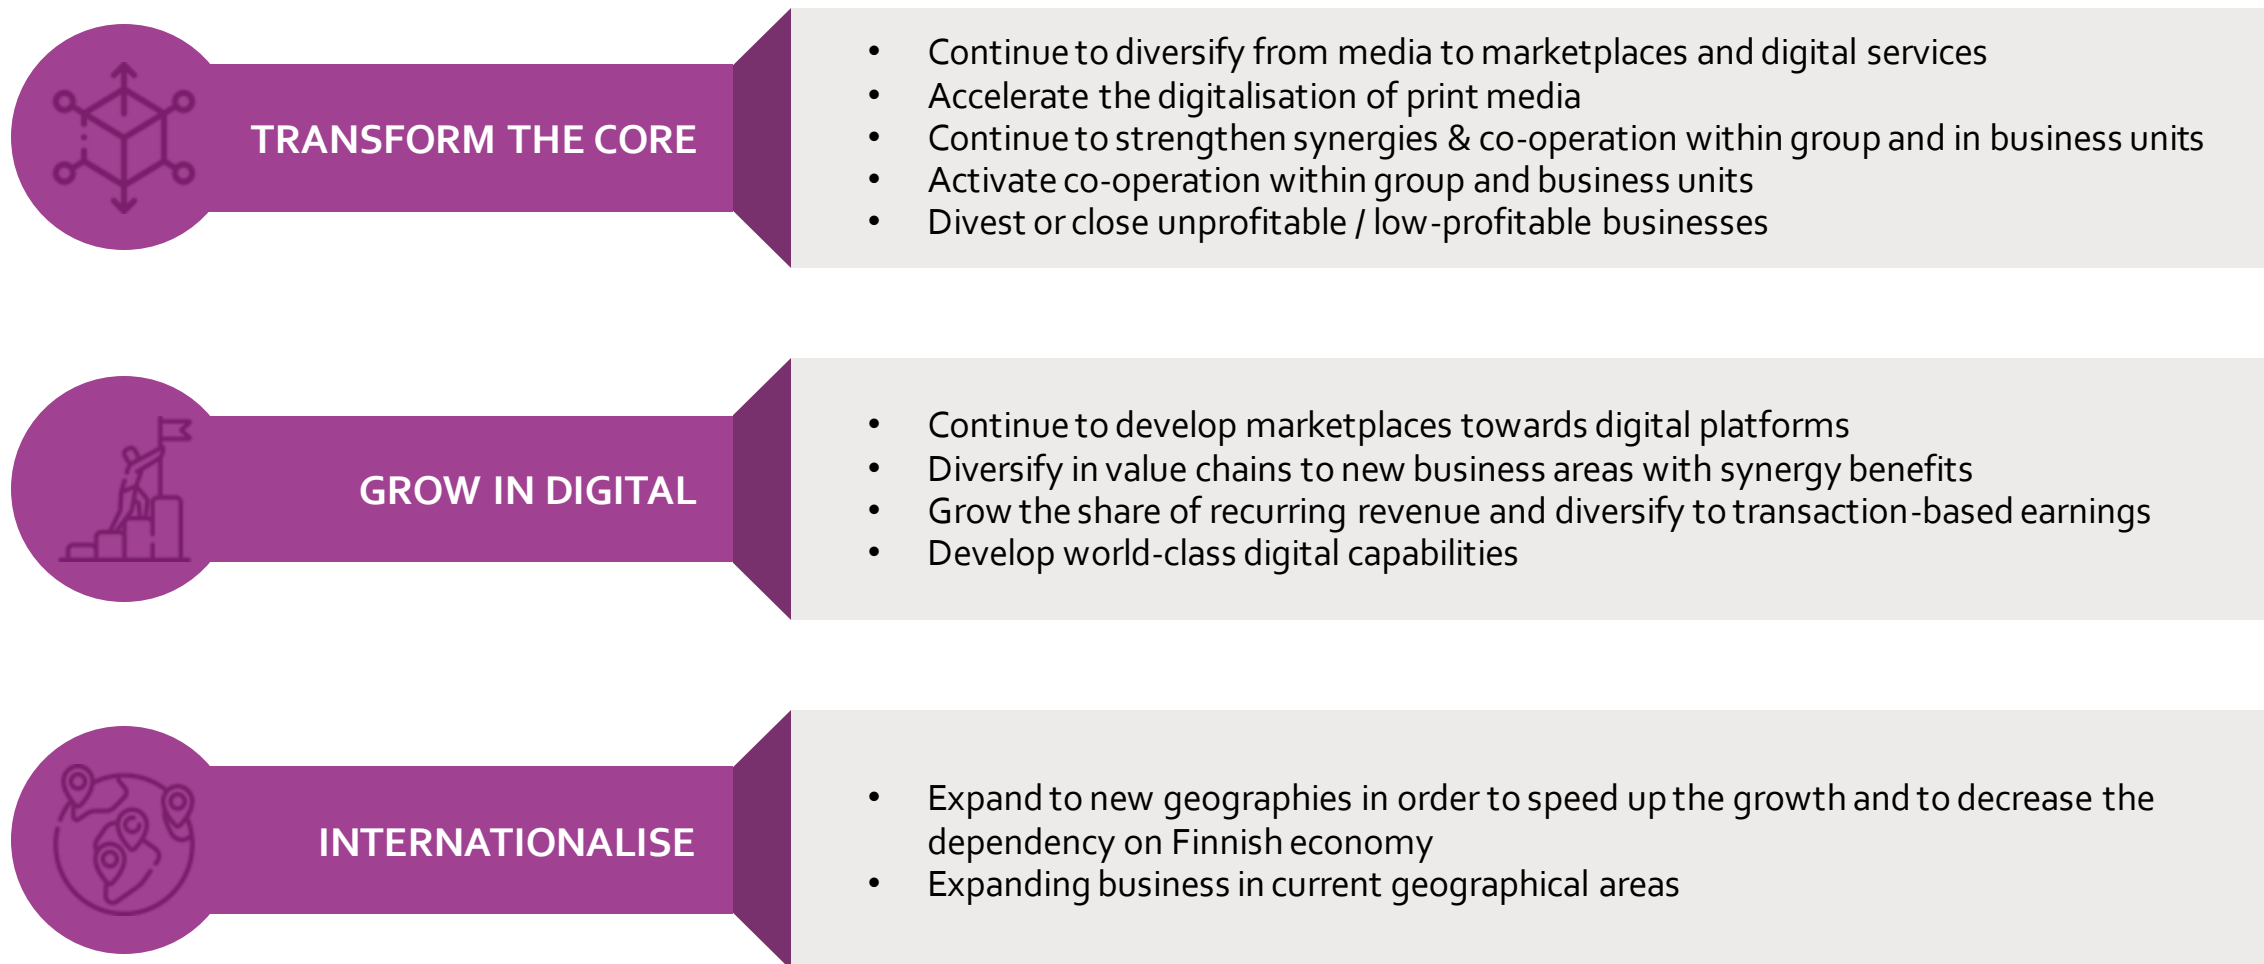 TRANSFORM THE CORE
• Continue to diversify from media to marketplaces and digital services
• Accelerate the digitalisation of print media
• Continue to strengthen synergies & co-operation within group and in business units
• Activate co-operation within group and business units
• Divest or close unprofitable / low-profitable businesses
GROW IN DIGITAL
• Continue to develop marketplaces towards digital platforms
• Diversify in value chains to new business areas with synergy benefits
• Grow the share of recurring revenue and diversify to transaction-based earnings
• Develop world-class digital capabilities
INTERNATIONALISE
• Expand to new geographies in order to speed up the growth and to decrease the
dependency on Finnish economy
• Expanding business in current geographical areas